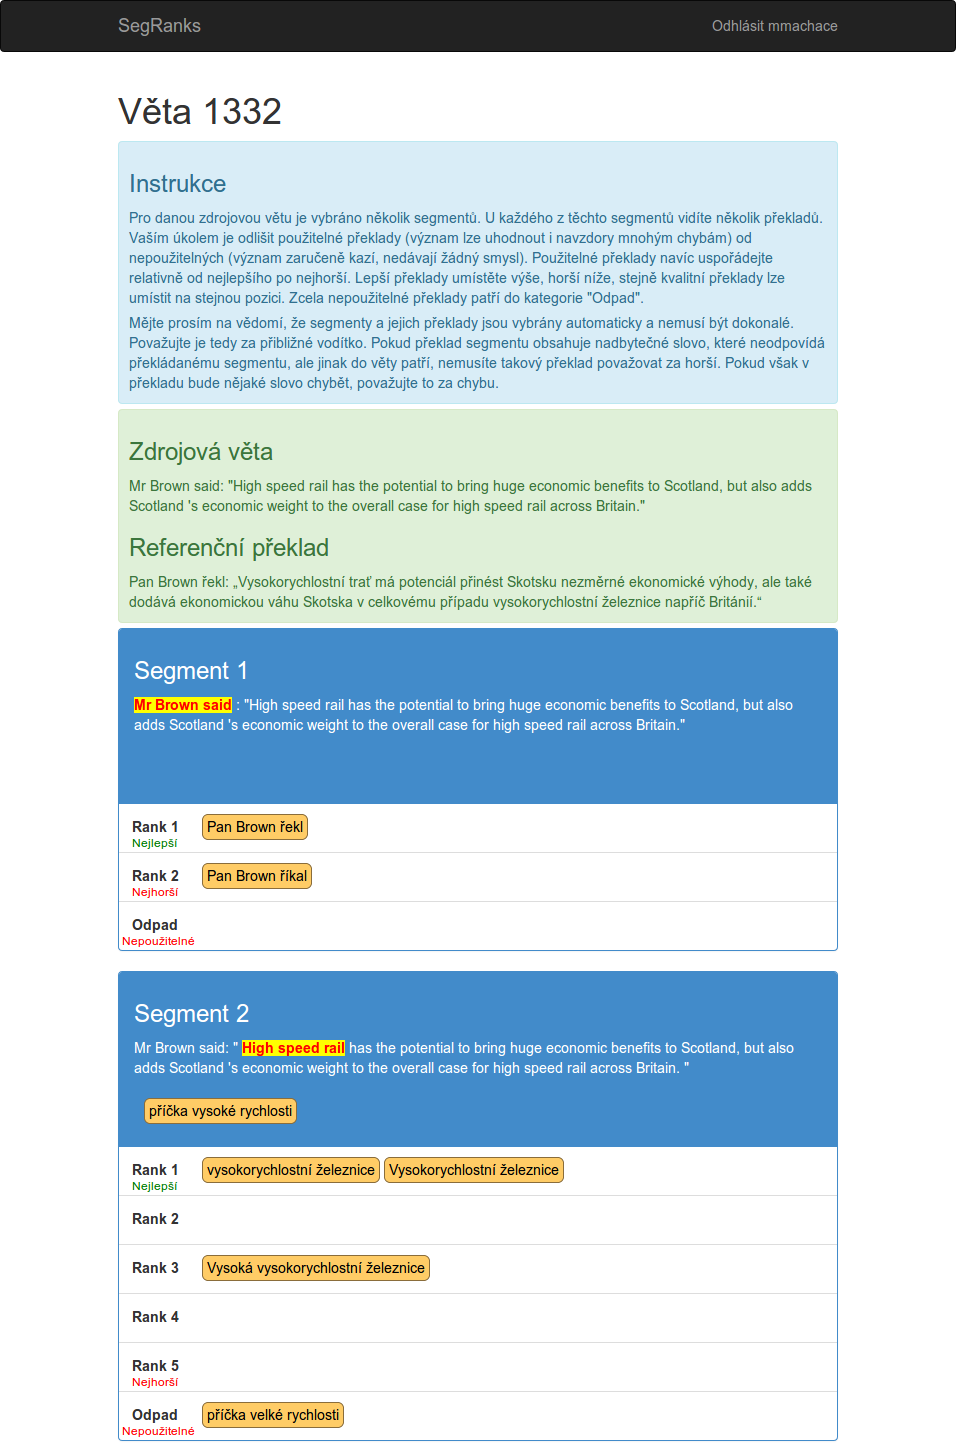 SegRanks
Odhlásit mmachace
Věta 1332
Instrukce
Pro danou zdrojovou větu je vybráno několik segmentů. U každého z těchto segmentů vidíte několik překladů.
Vaším úkolem je odlišit použitelné překlady (význam lze uhodnout i navzdory mnohým chybám) od
nepoužitelných (význam zaručeně kazí, nedávají žádný smysl). Použitelné překlady navíc uspořádejte
relativně od nejlepšího po nejhorší. Lepší překlady umístěte výše, horší níže, stejně kvalitní překlady lze
umístit na stejnou pozici. Zcela nepoužitelné překlady patří do kategorie "Odpad".
Mějte prosím na vědomí, že segmenty a jejich překlady jsou vybrány automaticky a nemusí být dokonalé.
Považujte je tedy za přibližné vodítko. Pokud překlad segmentu obsahuje nadbytečné slovo, které neodpovídá
překládanému segmentu, ale jinak do věty patří, nemusíte takový překlad považovat za horší. Pokud však v
překladu bude nějaké slovo chybět, považujte to za chybu.
Zdrojová věta
Mr Brown said: "High speed rail has the potential to bring huge economic benefits to Scotland, but also adds
Scotland 's economic weight to the overall case for high speed rail across Britain."
Referenční překlad
Pan Brown řekl: „Vysokorychlostní trať má potenciál přinést Skotsku nezměrné ekonomické výhody, ale také
dodává ekonomickou váhu Skotska v celkovému případu vysokorychlostní železnice napříč Británií.“
Segment 1
Mr Brown said : "High speed rail has the potential to bring huge economic benefits to Scotland, but also
adds Scotland 's economic weight to the overall case for high speed rail across Britain."
Rank 1 Pan Brown řekl
Nejlepší
Rank 2 Pan Brown říkal
Nejhorší
Odpad
Nepoužitelné
Segment 2
Mr Brown said: " High speed rail has the potential to bring huge economic benefits to Scotland, but also
adds Scotland 's economic weight to the overall case for high speed rail across Britain. "
příčka vysoké rychlosti
Rank 1 vysokorychlostní železnice Vysokorychlostní železnice
Nejlepší
Rank 2
Rank 3 Vysoká vysokorychlostní železnice
Rank 4
Rank 5
Nejhorší
Odpad příčka velké rychlosti
Nepoužitelné